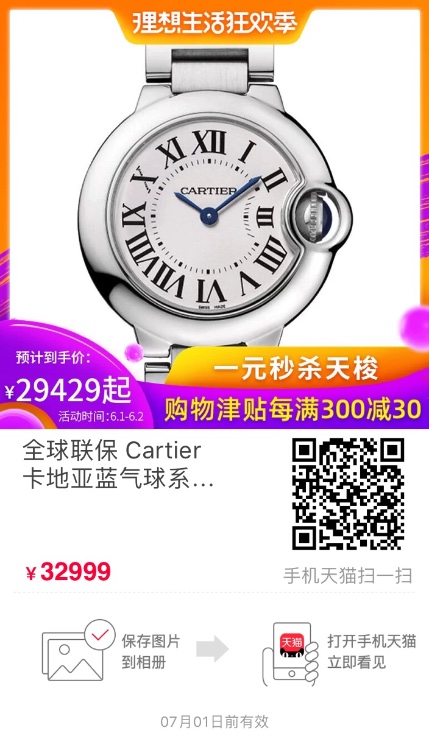 理想生活狂欢季
XII
I
II
III
IIII
V
VI
VII
VIII
IX
X
XI
CARTIER
SWISS MADE
预计到手价:
¥29429起
活动时间:6.1-6.2
一元秒杀天梭
购物津贴每满300减30
全球联保 Cartier
卡地亚蓝气球系...
¥32999
手机天猫扫一扫
保存图片
到相册
天猫
打开手机天猫
立即看见
07月01日前有效